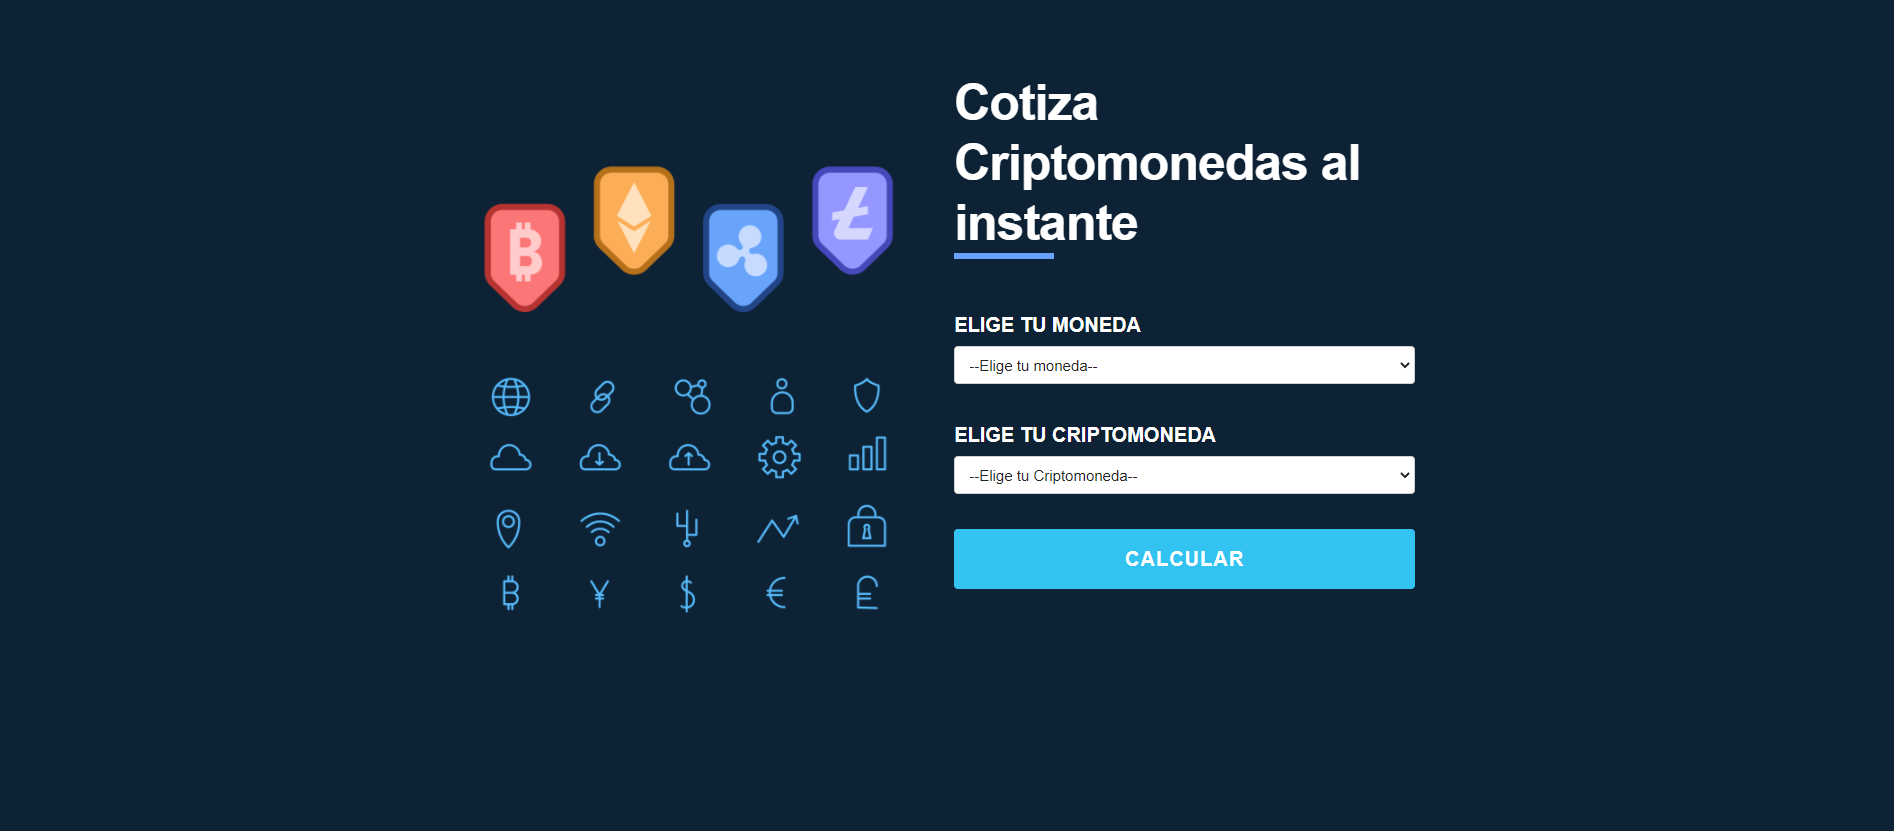 Cotiza
Criptomonedas al
instante
ELIGE TU MONEDA
--Elige tu moneda--
ELIGE TU CRIPTOMONEDA
--Elige tu Criptomoneda--
CALCULAR